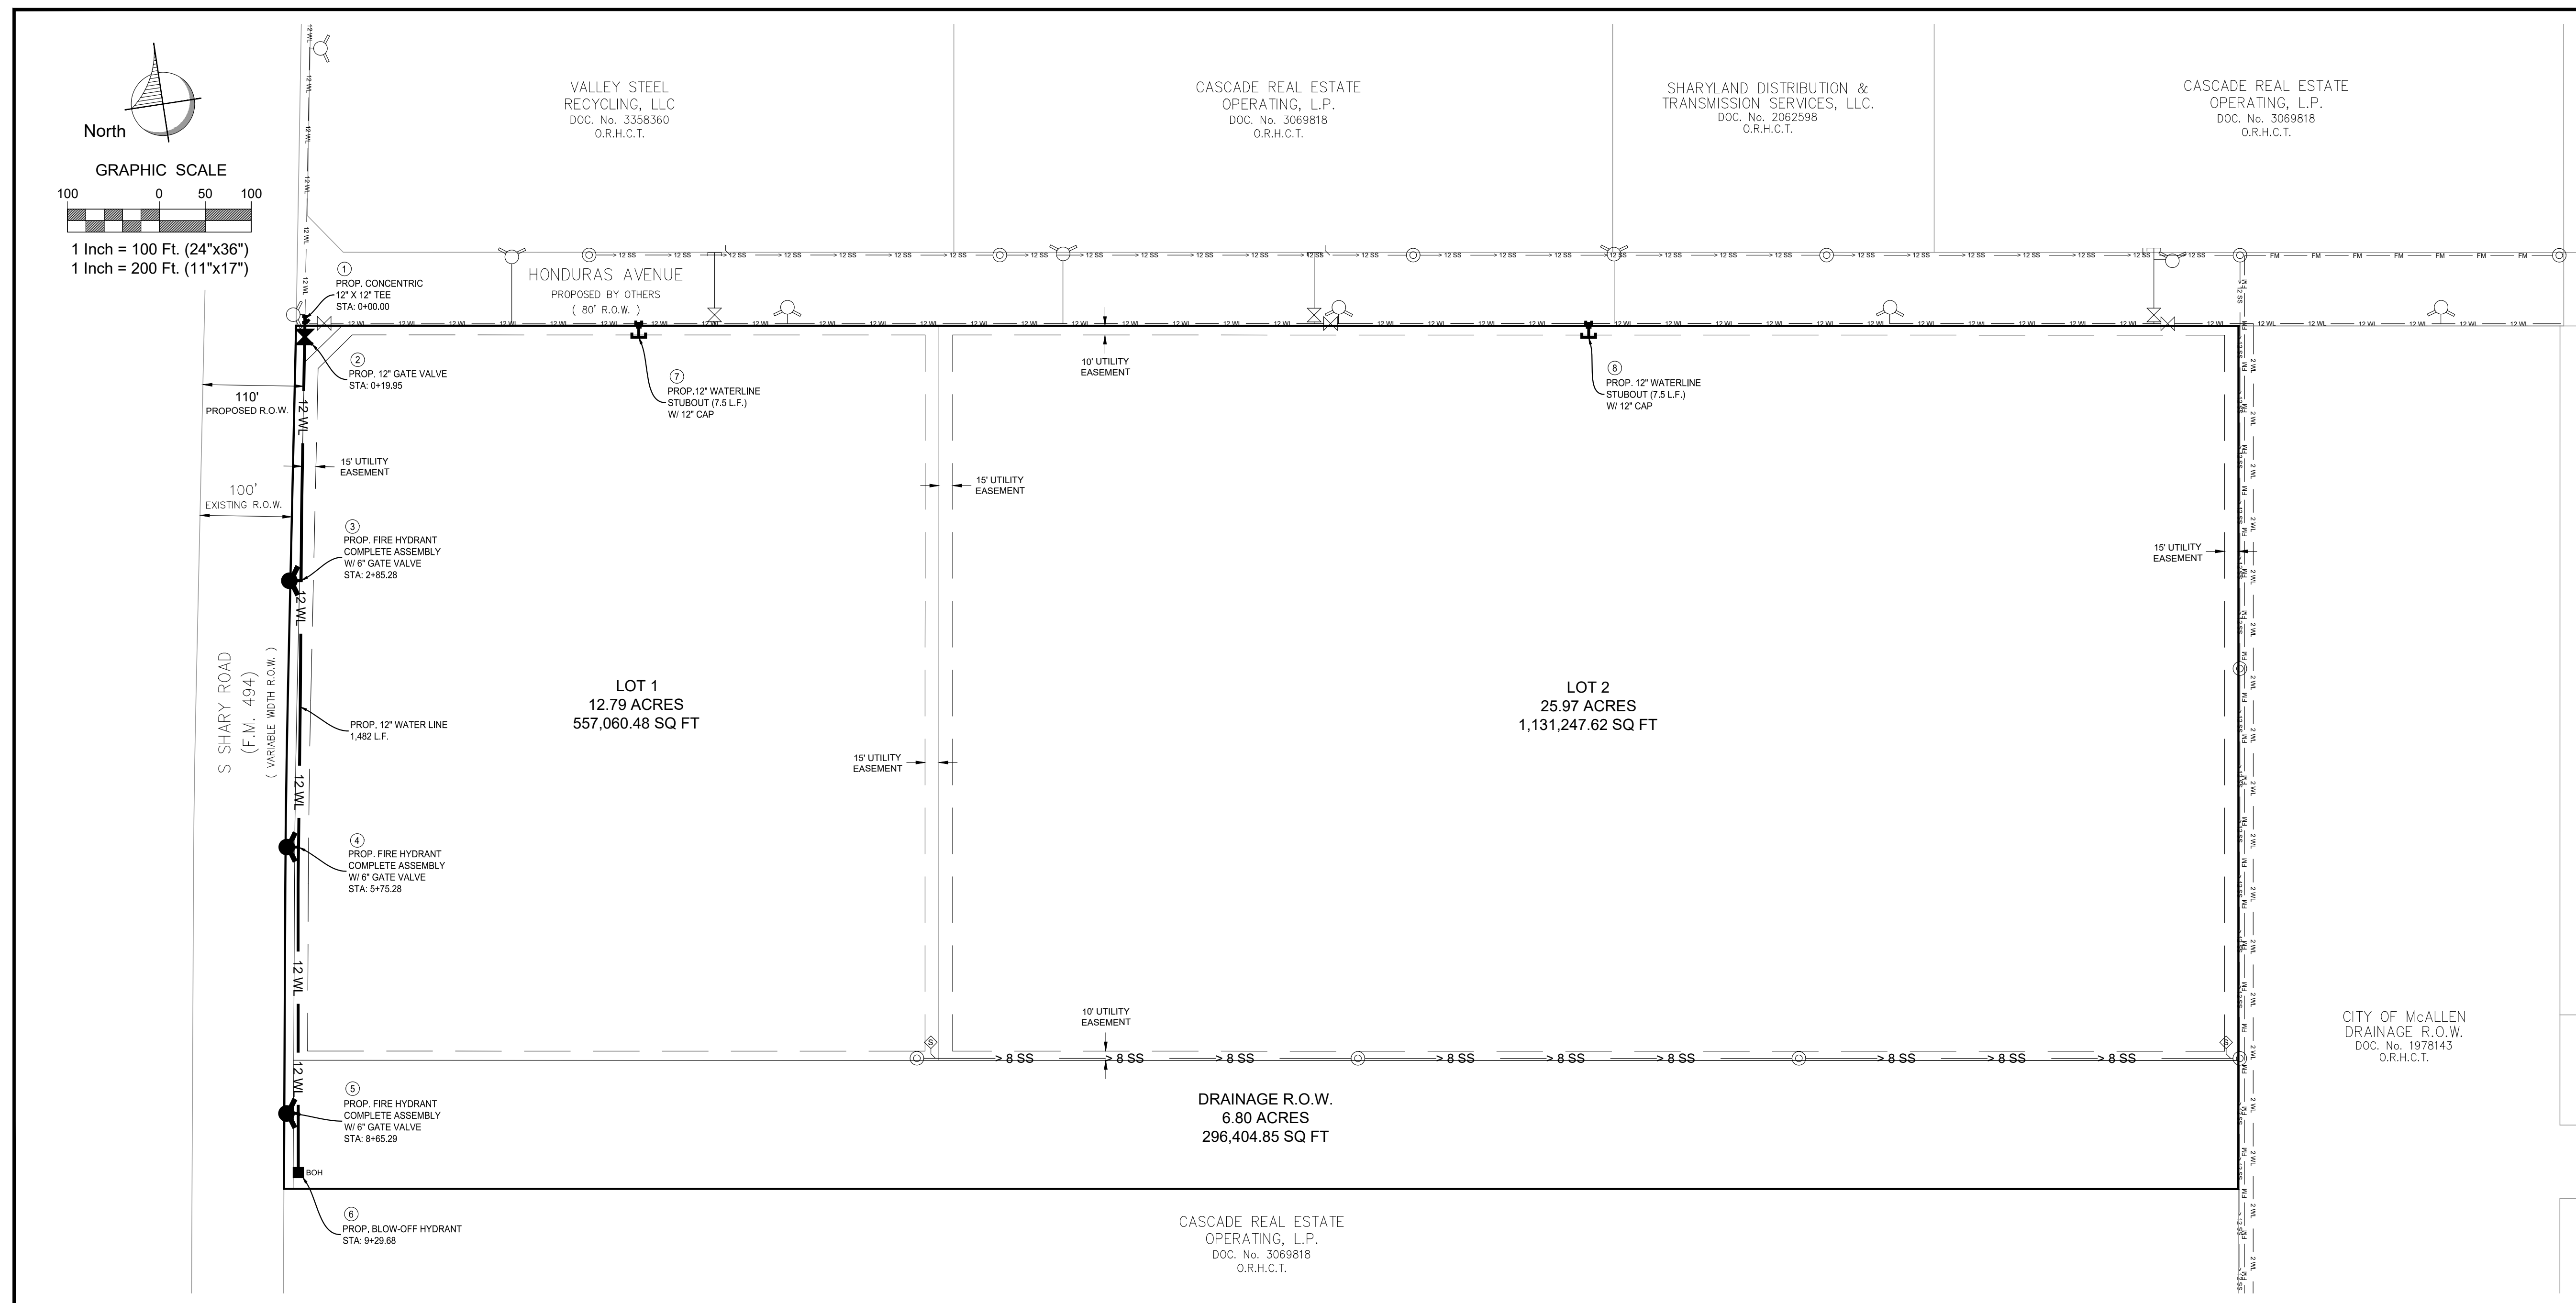 North
GRAPHIC SCALE
100 0 50 100
1 Inch = 100 Ft. (24"x36")
1 Inch = 200 Ft. (11"x17")
VALLEY STEEL
RECYCLING, LLC
DOC. No. 3358360
O.R.H.C.T.
CASCADE REAL ESTATE
OPERATING, L.P.
DOC. No. 3069818
O.R.H.C.T.
SHARYLAND DISTRIBUTION &
TRANSMISSION SERVICES, LLC.
DOC. No. 2062598
O.R.H.C.T.
CASCADE REAL ESTATE
OPERATING, L.P.
DOC. No. 3069818
O.R.H.C.T.
HONDURAS AVENUE
PROPOSED BY OTHERS
( 80' R.O.W. )
1
PROP. CONCENTRIC
12" X 12" TEE
STA: 0+00.00
2
PROP. 12" GATE VALVE
STA: 0+19.95
110'
PROPOSED R.O.W.
7
PROP.12" WATERLINE
STUBOUT (7.5 L.F.)
W/ 12" CAP
10' UTILITY
EASEMENT
8
PROP. 12" WATERLINE
STUBOUT (7.5 L.F.)
W/ 12" CAP
12 WL
15' UTILITY
EASEMENT
100'
EXISTING R.O.W.
15' UTILITY
EASEMENT
3
PROP. FIRE HYDRANT
COMPLETE ASSEMBLY
W/ 6" GATE VALVE
STA: 2+85.28
15' UTILITY
EASEMENT
12 WL
S SHARY ROAD
(F.M. 494)
( VARIABLE WIDTH R.O.W. )
LOT 1
12.79 ACRES
557,060.48 SQ FT
LOT 2
25.97 ACRES
1,131,247.62 SQ FT
PROP. 12" WATER LINE
1,482 L.F.
15' UTILITY
EASEMENT
12 WL
4
PROP. FIRE HYDRANT
COMPLETE ASSEMBLY
W/ 6" GATE VALVE
STA: 5+75.28
12 WL
10' UTILITY
EASEMENT
S
S
> 8 SS > 8 SS > 8 SS > 8 SS > 8 SS > 8 SS > 8 SS > 8 SS > 8 SS
CITY OF McALLEN
DRAINAGE R.O.W.
DOC. No. 1978143
O.R.H.C.T.
12 WL
5
PROP. FIRE HYDRANT
COMPLETE ASSEMBLY
W/ 6" GATE VALVE
STA: 8+65.29
DRAINAGE R.O.W.
6.80 ACRES
296,404.85 SQ FT
BOH
6
PROP. BLOW-OFF HYDRANT
STA: 9+29.68
CASCADE REAL ESTATE
OPERATING, L.P.
DOC. No. 3069818
O.R.H.C.T.